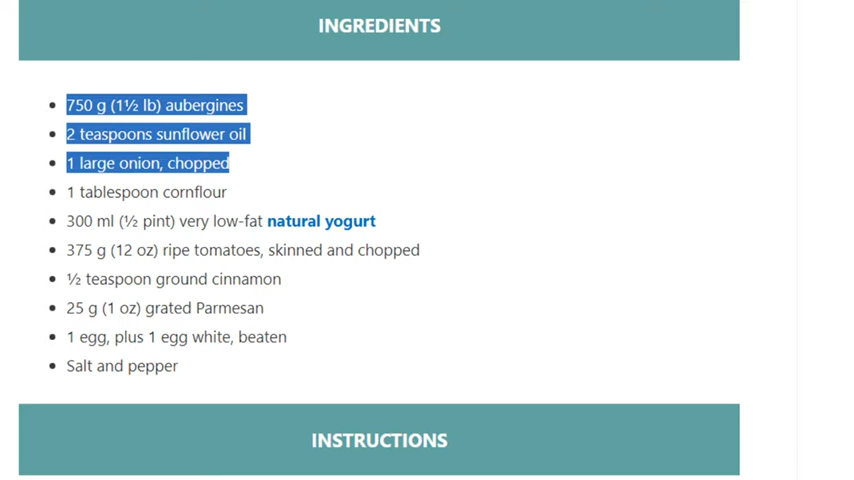 INGREDIENTS
750 g (1½ lb) aubergines
2 teaspoons sunflower oil
1 large onion, chopped
1 tablespoon cornflour
300 ml (½ pint) very low-fat natural yogurt
375 g (12 oz) ripe tomatoes, skinned and chopped
½ teaspoon ground cinnamon
25 g (1 oz) grated Parmesan
1 egg, plus 1 egg white, beaten
Salt and pepper
INSTRUCTIONS